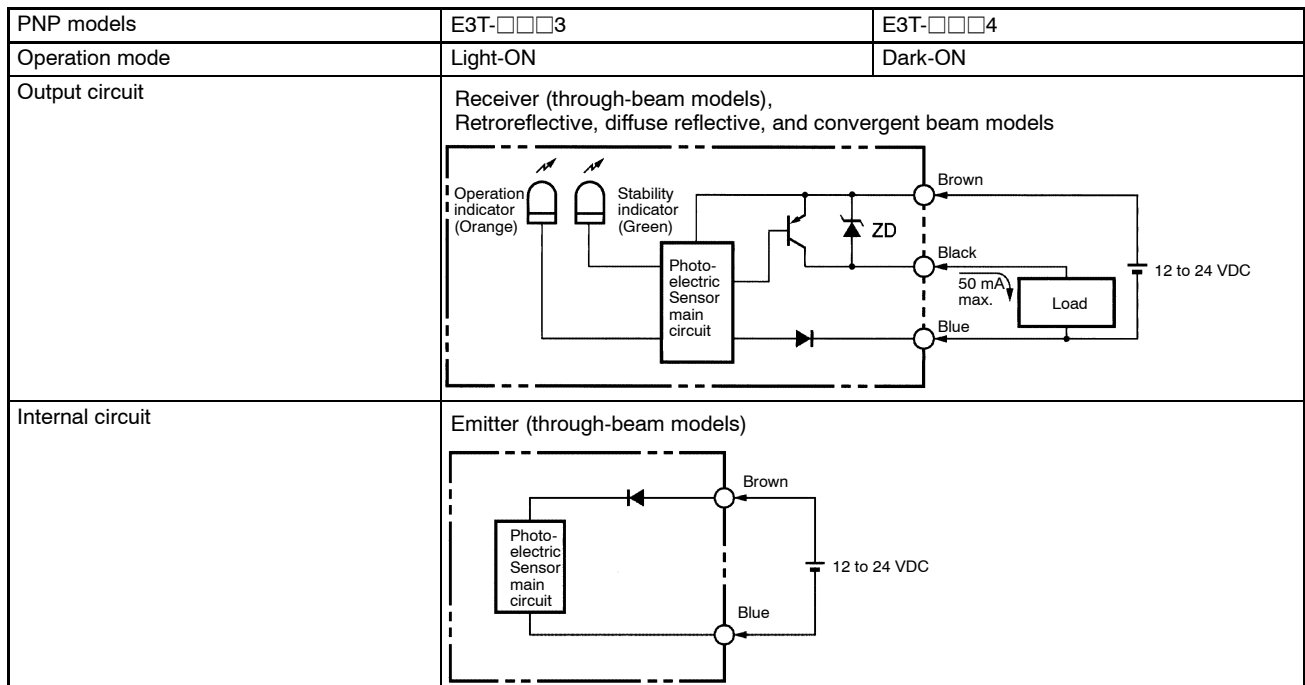 PNP models
E3T-□□□3
E3T-□□□4
Operation mode
Light-ON
Dark-ON
Output circuit
Receiver (through-beam models),
Retroreflective, diffuse reflective, and convergent beam models
Operation
indicator
(Orange)
Stability
indicator
(Green)
Photo-
electric
Sensor
main
circuit
ZD
Brown
Black
50 mA
max.
Load
12 to 24 VDC
Blue
Internal circuit
Emitter (through-beam models)
Brown
Photo-
electric
Sensor
main
circuit
12 to 24 VDC
Blue